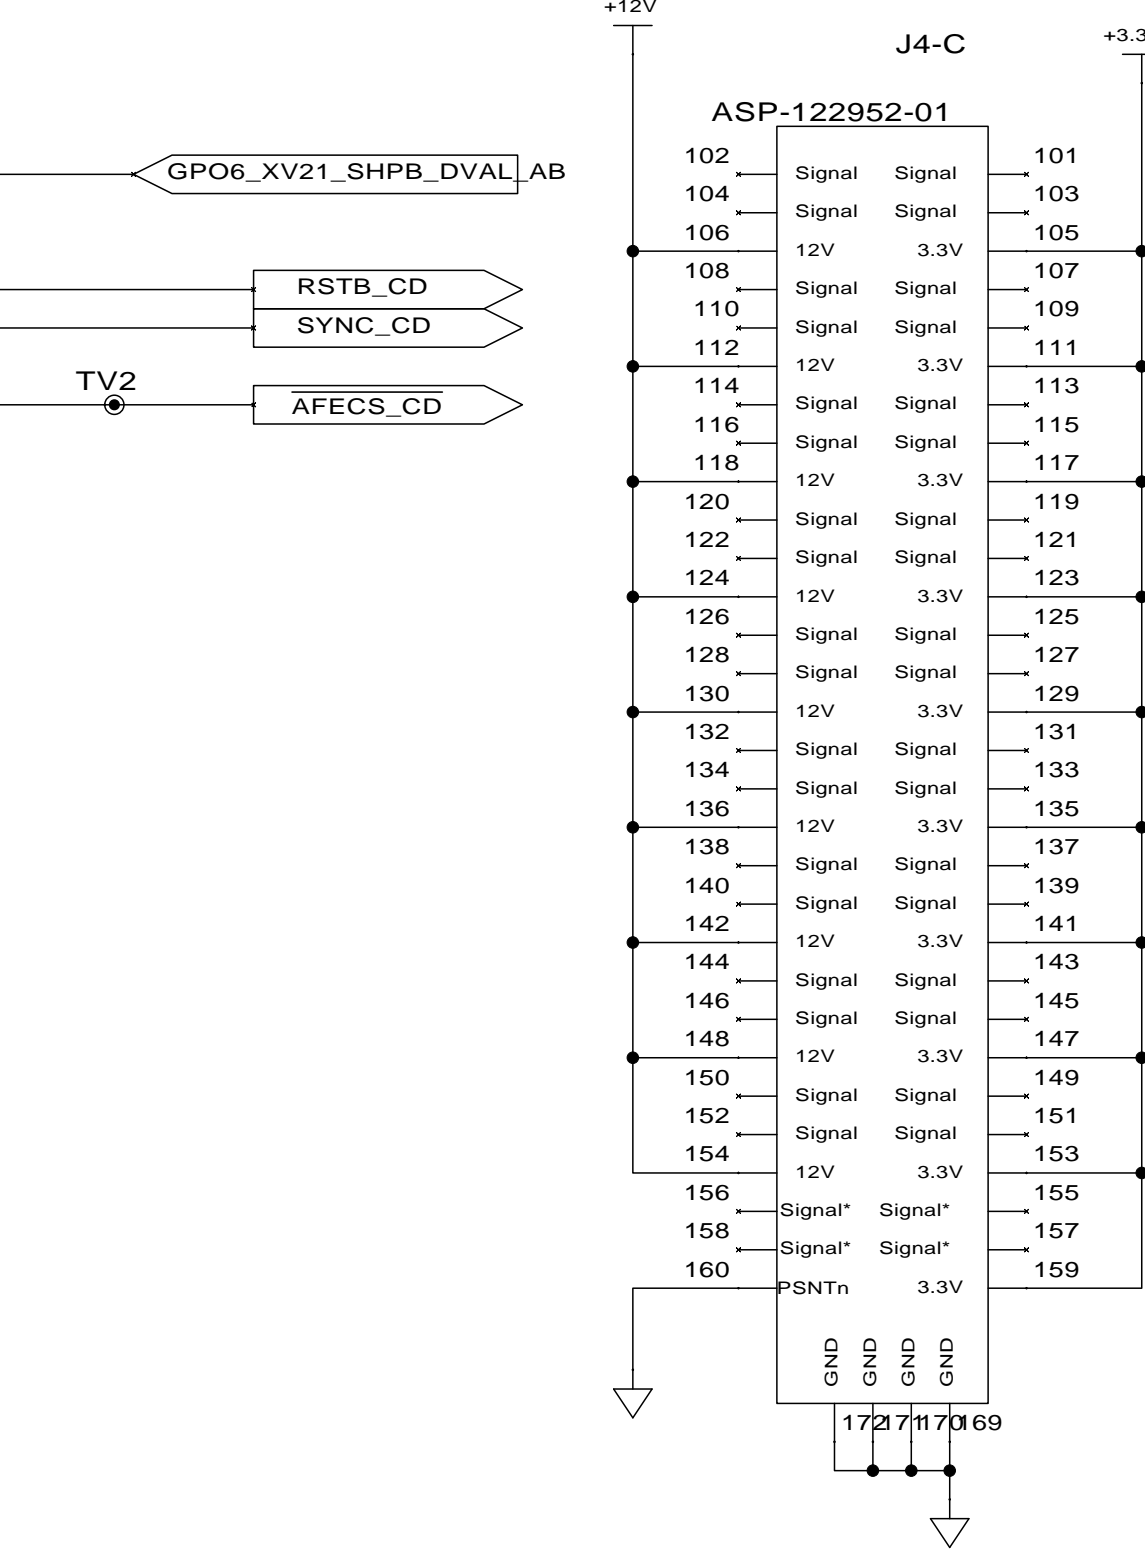 +12V
J4-C
+3.3
ASP-122952-01
GPO6_XV21_SHPB_DVAL_AB
RSTB_CD
SYNC_CD
TV2
AFECS_CD
102 Signal Signal 101
104 Signal Signal 103
106 12V 3.3V 105
108 Signal Signal 107
110 Signal Signal 109
112 12V 3.3V 111
114 Signal Signal 113
116 Signal Signal 115
118 12V 3.3V 117
120 Signal Signal 119
122 Signal Signal 121
124 12V 3.3V 123
126 Signal Signal 125
128 Signal Signal 127
130 12V 3.3V 129
132 Signal Signal 131
134 Signal Signal 133
136 12V 3.3V 135
138 Signal Signal 137
140 Signal Signal 139
142 12V 3.3V 141
144 Signal Signal 143
146 Signal Signal 145
148 12V 3.3V 147
150 Signal Signal 149
152 Signal Signal 151
154 12V 3.3V 153
156 Signal* Signal* 155
158 Signal* Signal* 157
160 PSNTn 3.3V 159
GND GND GND GND
172 171 170 169